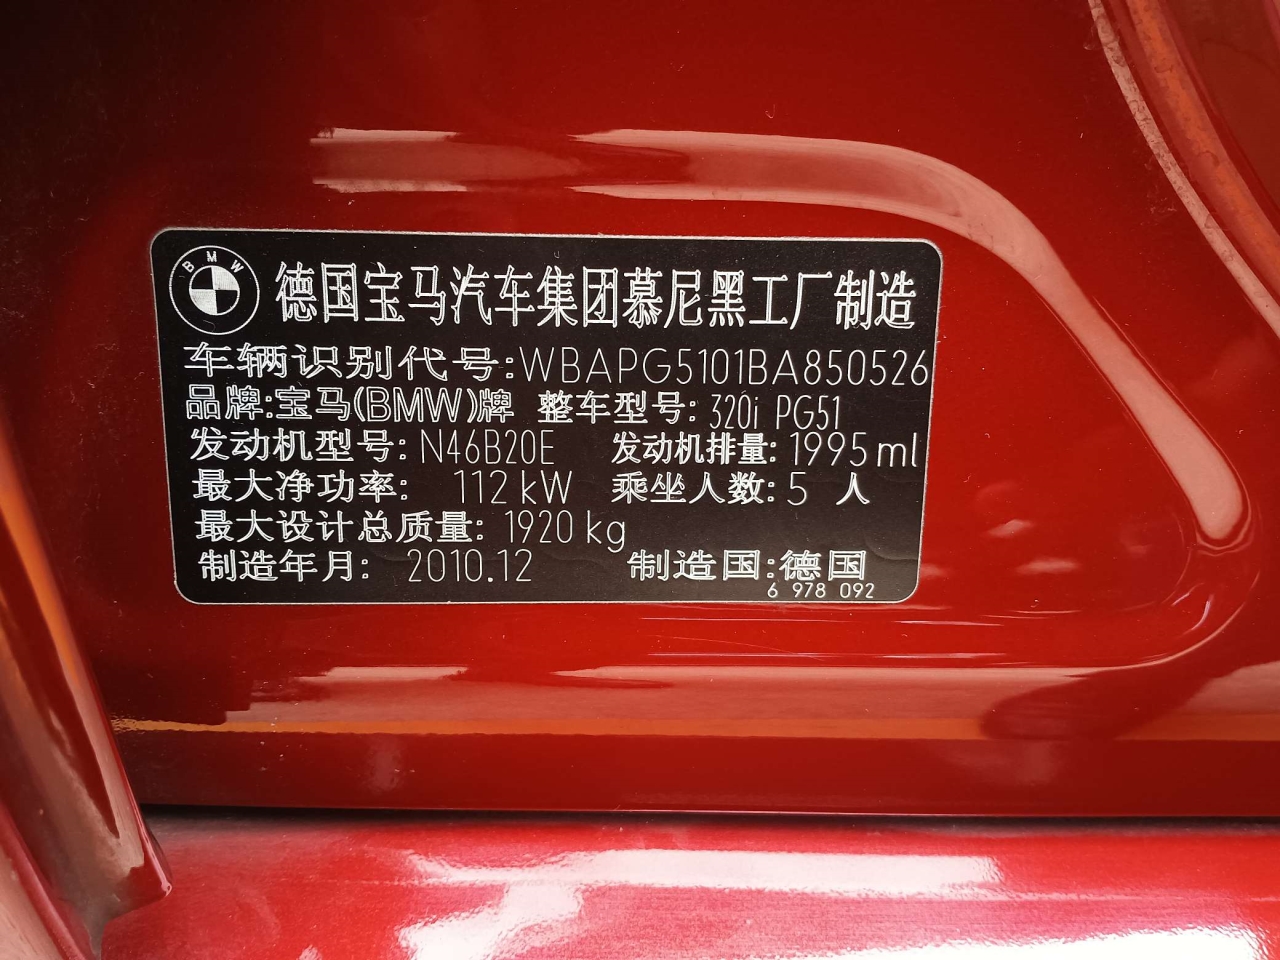 BMW
德国宝马汽车集团慕尼黑工厂制造
车辆识别代号:WBAPG5101BA850526
品牌:宝马(BMW)牌 整车型号: 320i PG51
发动机型号: N46B20E 发动机排量: 1995ml
最大净功率: 112kW 乘坐人数: 5 人
最大设计总质量: 1920kg
制造年月: 2010.12 制造国:德国
6 978 092